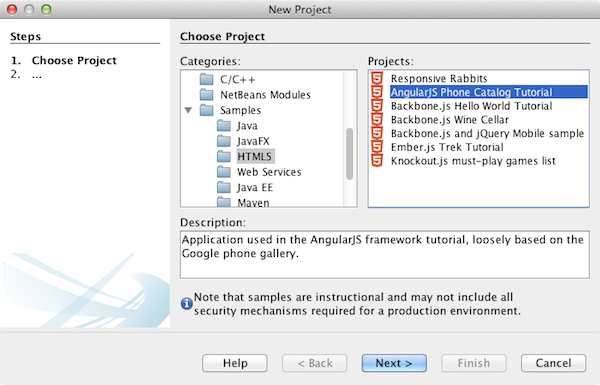 New Project
Steps
1. Choose Project
2. ...
Choose Project
Categories:
C/C++
NetBeans Modules
Samples
Java
JavaFX
HTML5
Web Services
Java EE
Maven
Projects:
Responsive Rabbits
AngularJS Phone Catalog Tutorial
Backbone.js Hello World Tutorial
Backbone.js Wine Cellar
Backbone.js and jQuery Mobile sample
Ember.js Trek Tutorial
Knockout.js must-play games list
Description:
Application used in the AngularJS framework tutorial, loosely based on the
Google phone gallery.
Note that samples are instructional and may not include all
security mechanisms required for a production environment.
Help
< Back
Next >
Finish
Cancel